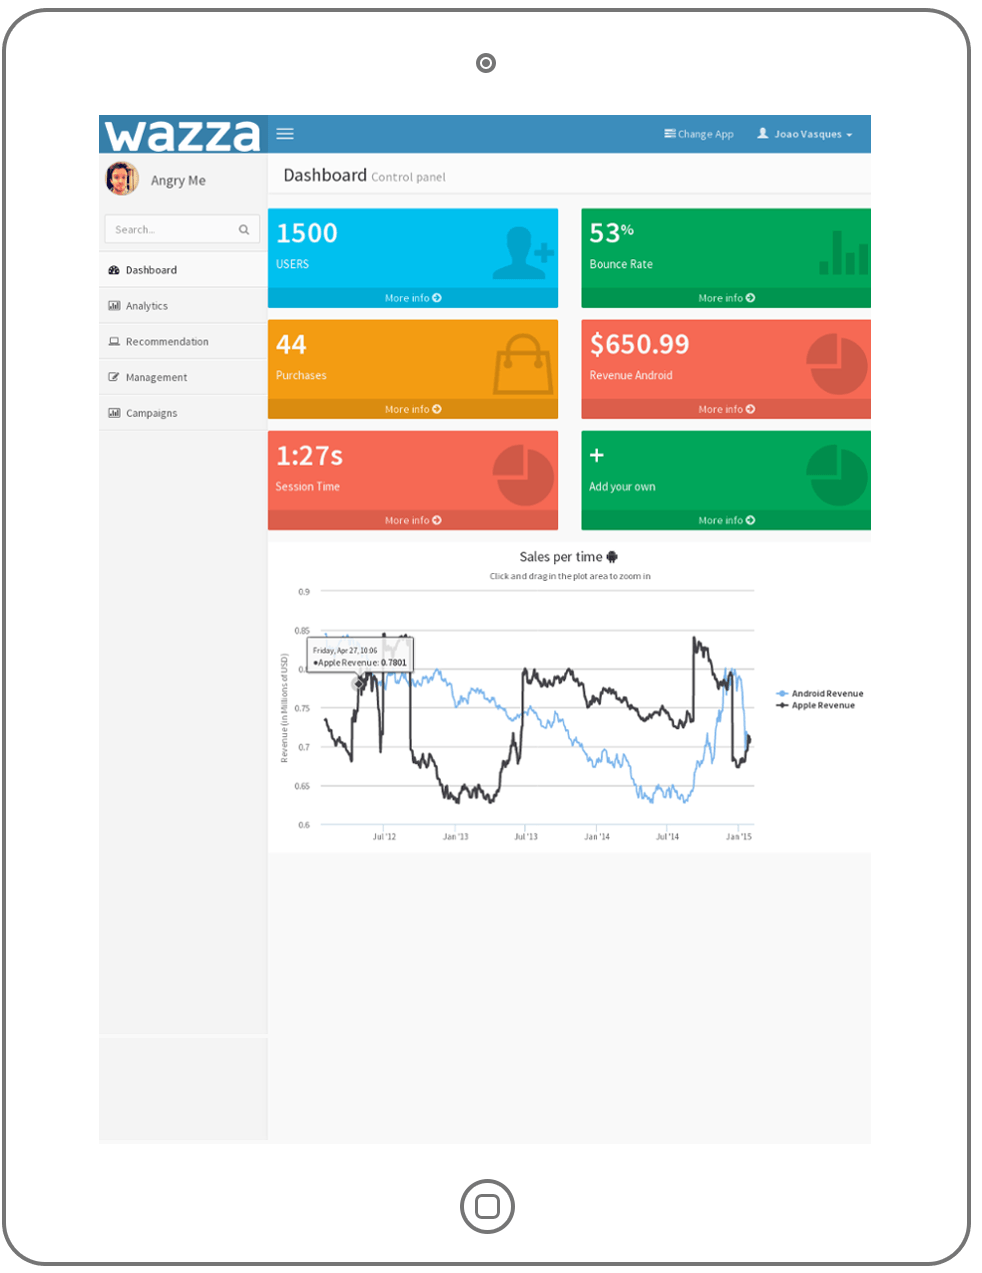 wazza
Change App
Joao Vasques
Angry Me
Dashboard Control panel
Search...
Dashboard
Analytics
Recommendation
Management
Campaigns
1500
USERS
More info
53%
Bounce Rate
More info
44
Purchases
More info
$650.99
Revenue Android
More info
1:27s
Session Time
More info
+
Add your own
More info
Sales per time
Click and drag in the plot area to zoom in
Revenue (in Millions of USD)
0.9
0.85
0.75
0.7
0.65
0.6
Friday, Apr 27, 10:06
●Apple Revenue: 0.7801
Jul '12
Jan '13
Jul '13
Jan '14
Jul '14
Jan '15
Android Revenue
Apple Revenue